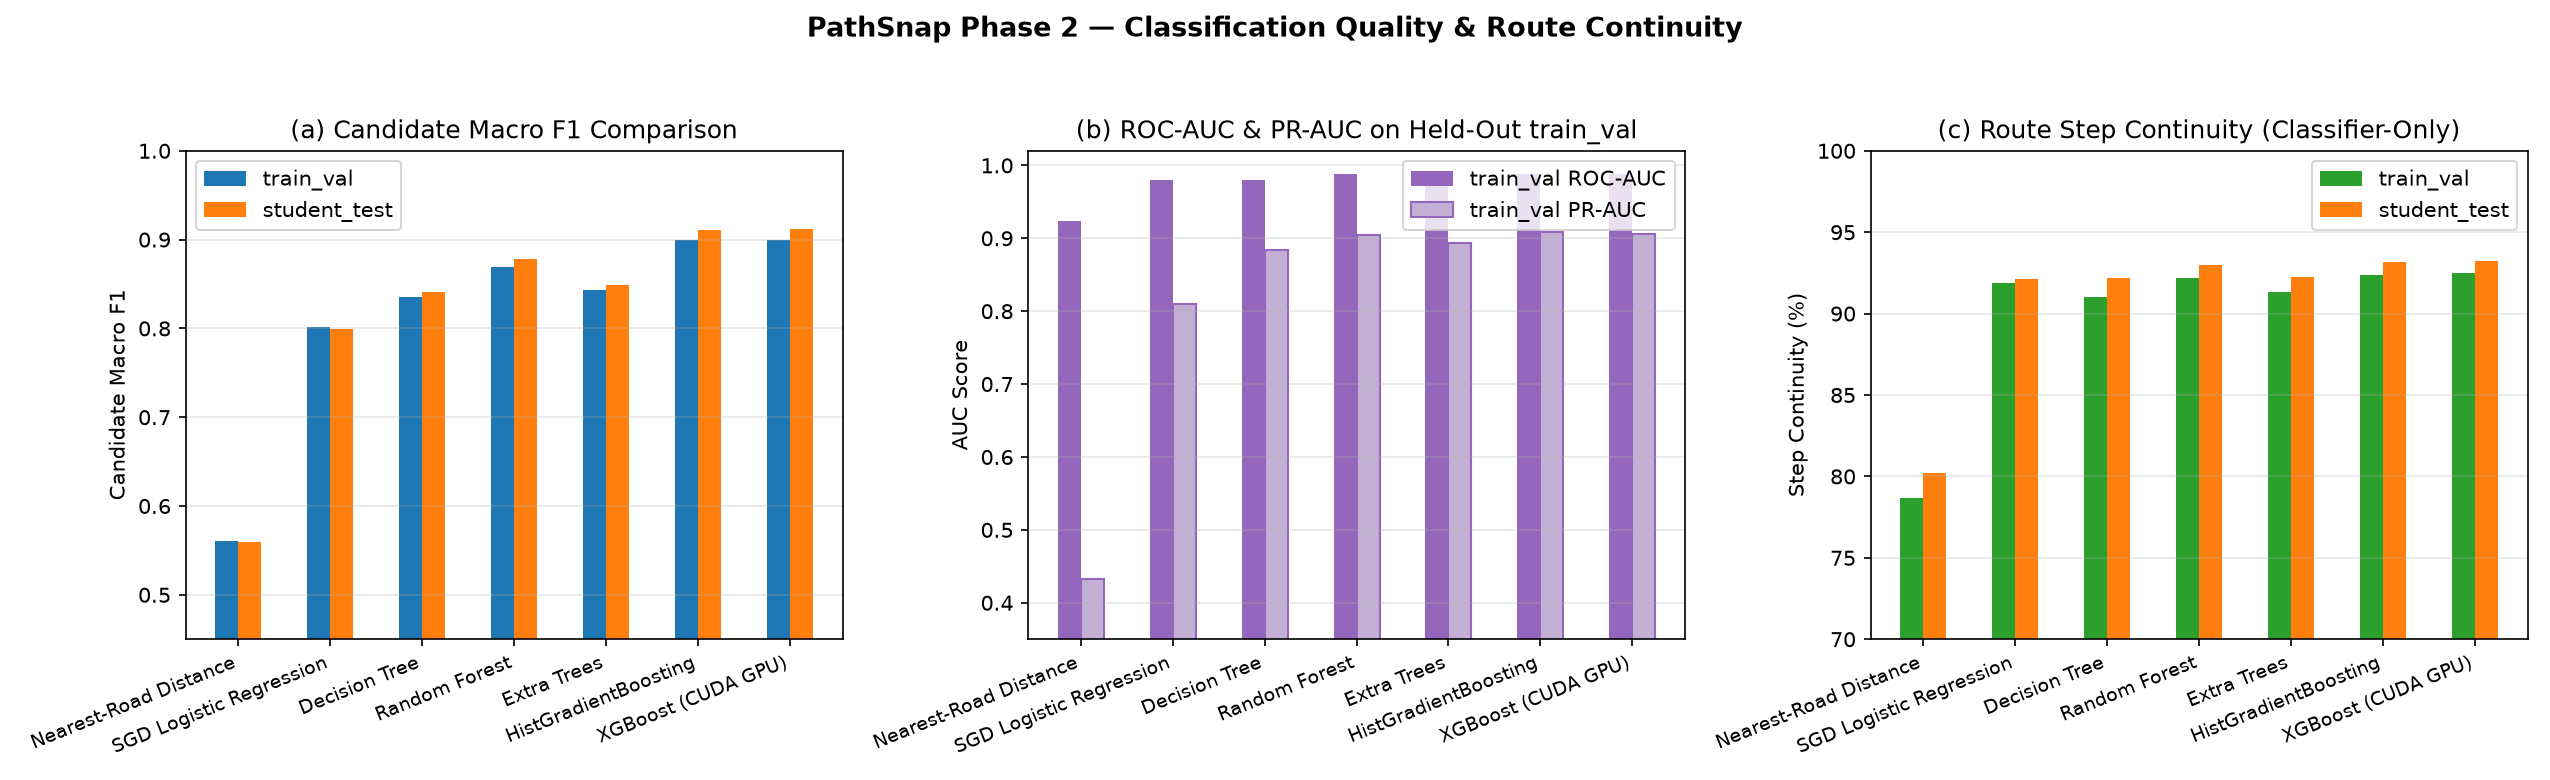 PathSnap Phase 2 — Classification Quality & Route Continuity
(a) Candidate Macro F1 Comparison
Candidate Macro F1
1.0
0.9
0.8
0.7
0.6
0.5
train_val
student_test
Nearest-Road Distance
SGD Logistic Regression
Decision Tree
Random Forest
Extra Trees
HistGradientBoosting
XGBoost (CUDA GPU)
(b) ROC-AUC & PR-AUC on Held-Out train_val
AUC Score
1.0
0.9
0.8
0.7
0.6
0.5
0.4
train_val ROC-AUC
train_val PR-AUC
Nearest-Road Distance
SGD Logistic Regression
Decision Tree
Random Forest
Extra Trees
HistGradientBoosting
XGBoost (CUDA GPU)
(c) Route Step Continuity (Classifier-Only)
Step Continuity (%)
100
95
90
85
80
75
70
train_val
student_test
Nearest-Road Distance
SGD Logistic Regression
Decision Tree
Random Forest
Extra Trees
HistGradientBoosting
XGBoost (CUDA GPU)